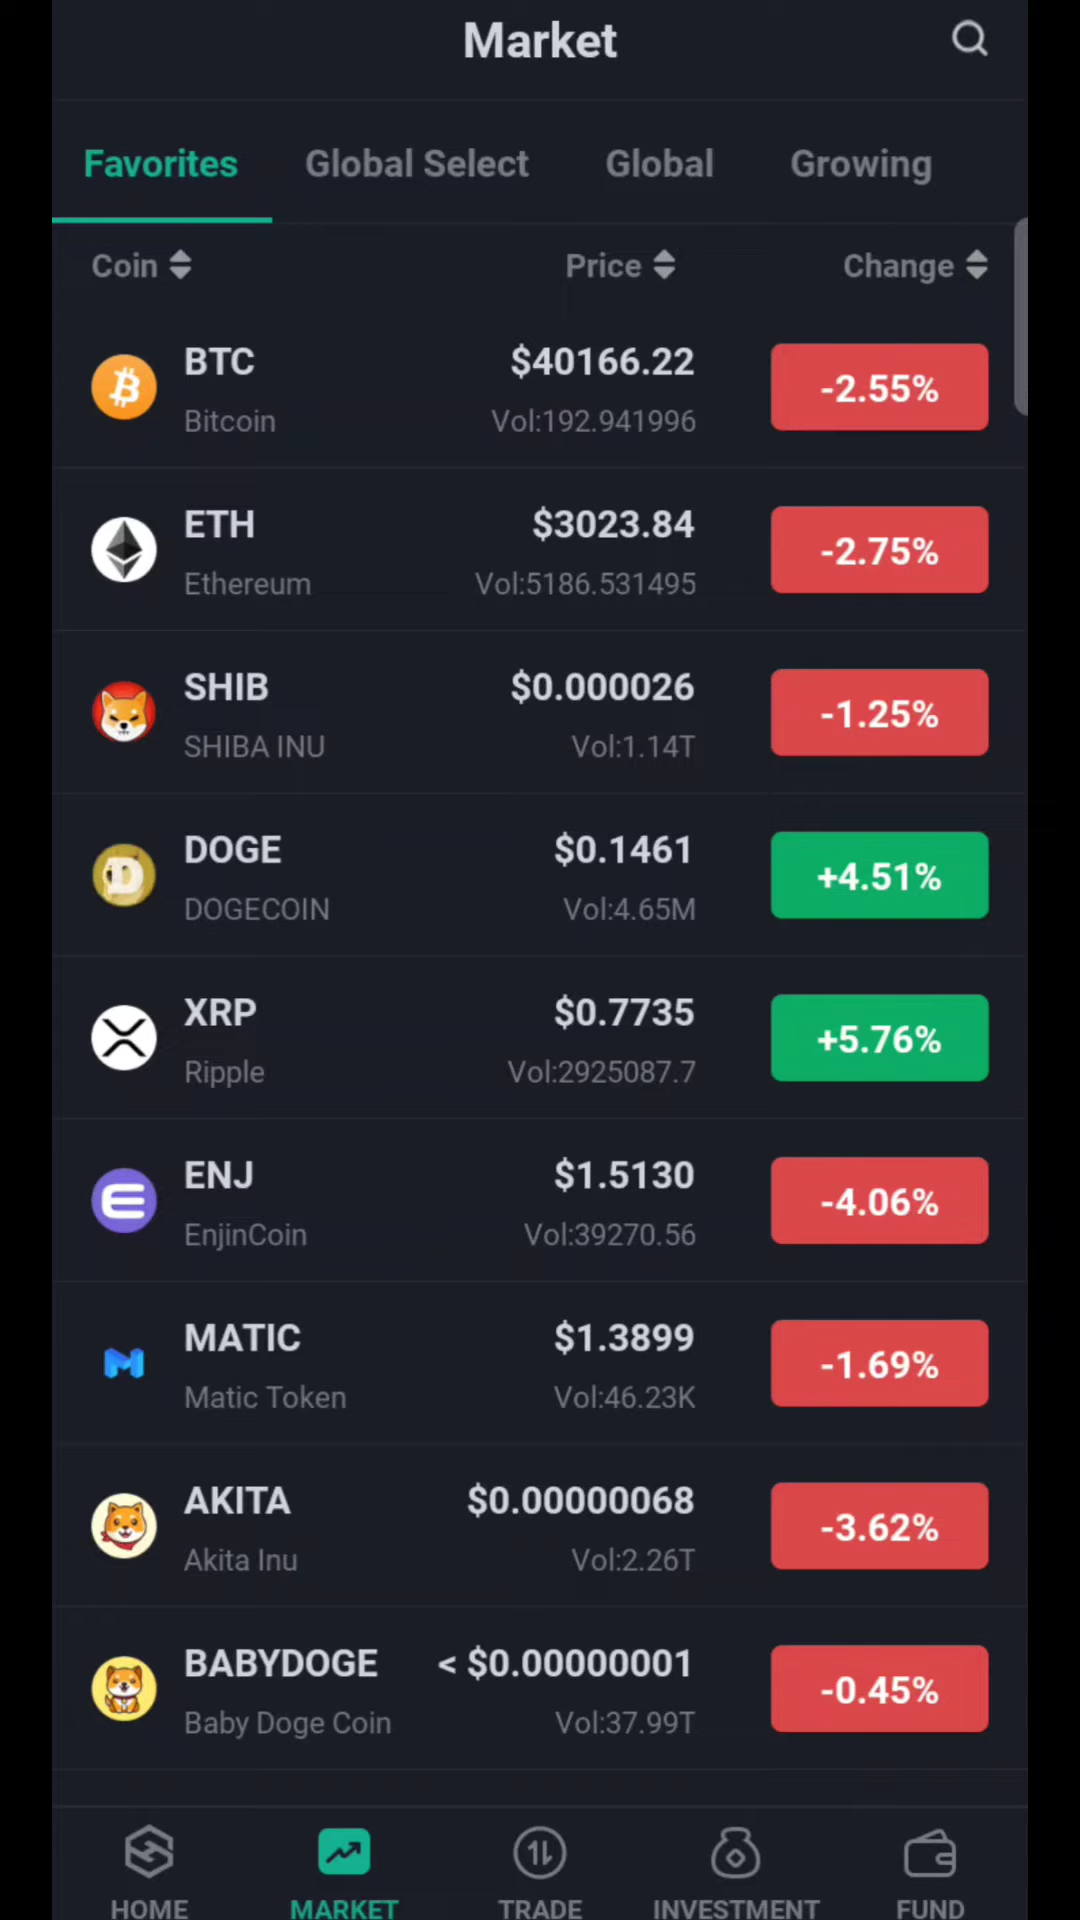 Market
Favorites Global Select Global Growing
Coin Price Change
BTC $40166.22 -2.55%
Bitcoin Vol:192.941996
ETH $3023.84 -2.75%
Ethereum Vol:5186.531495
SHIB $0.000026 -1.25%
SHIBA INU Vol:1.14T
DOGE $0.1461 +4.51%
DOGECOIN Vol:4.65M
XRP $0.7735 +5.76%
Ripple Vol:2925087.7
ENJ $1.5130 -4.06%
EnjinCoin Vol:39270.56
MATIC $1.3899 -1.69%
Matic Token Vol:46.23K
AKITA $0.00000068 -3.62%
Akita Inu Vol:2.26T
BABYDOGE < $0.00000001 -0.45%
Baby Doge Coin Vol:37.99T
HOME MARKET TRADE INVESTMENT FUND